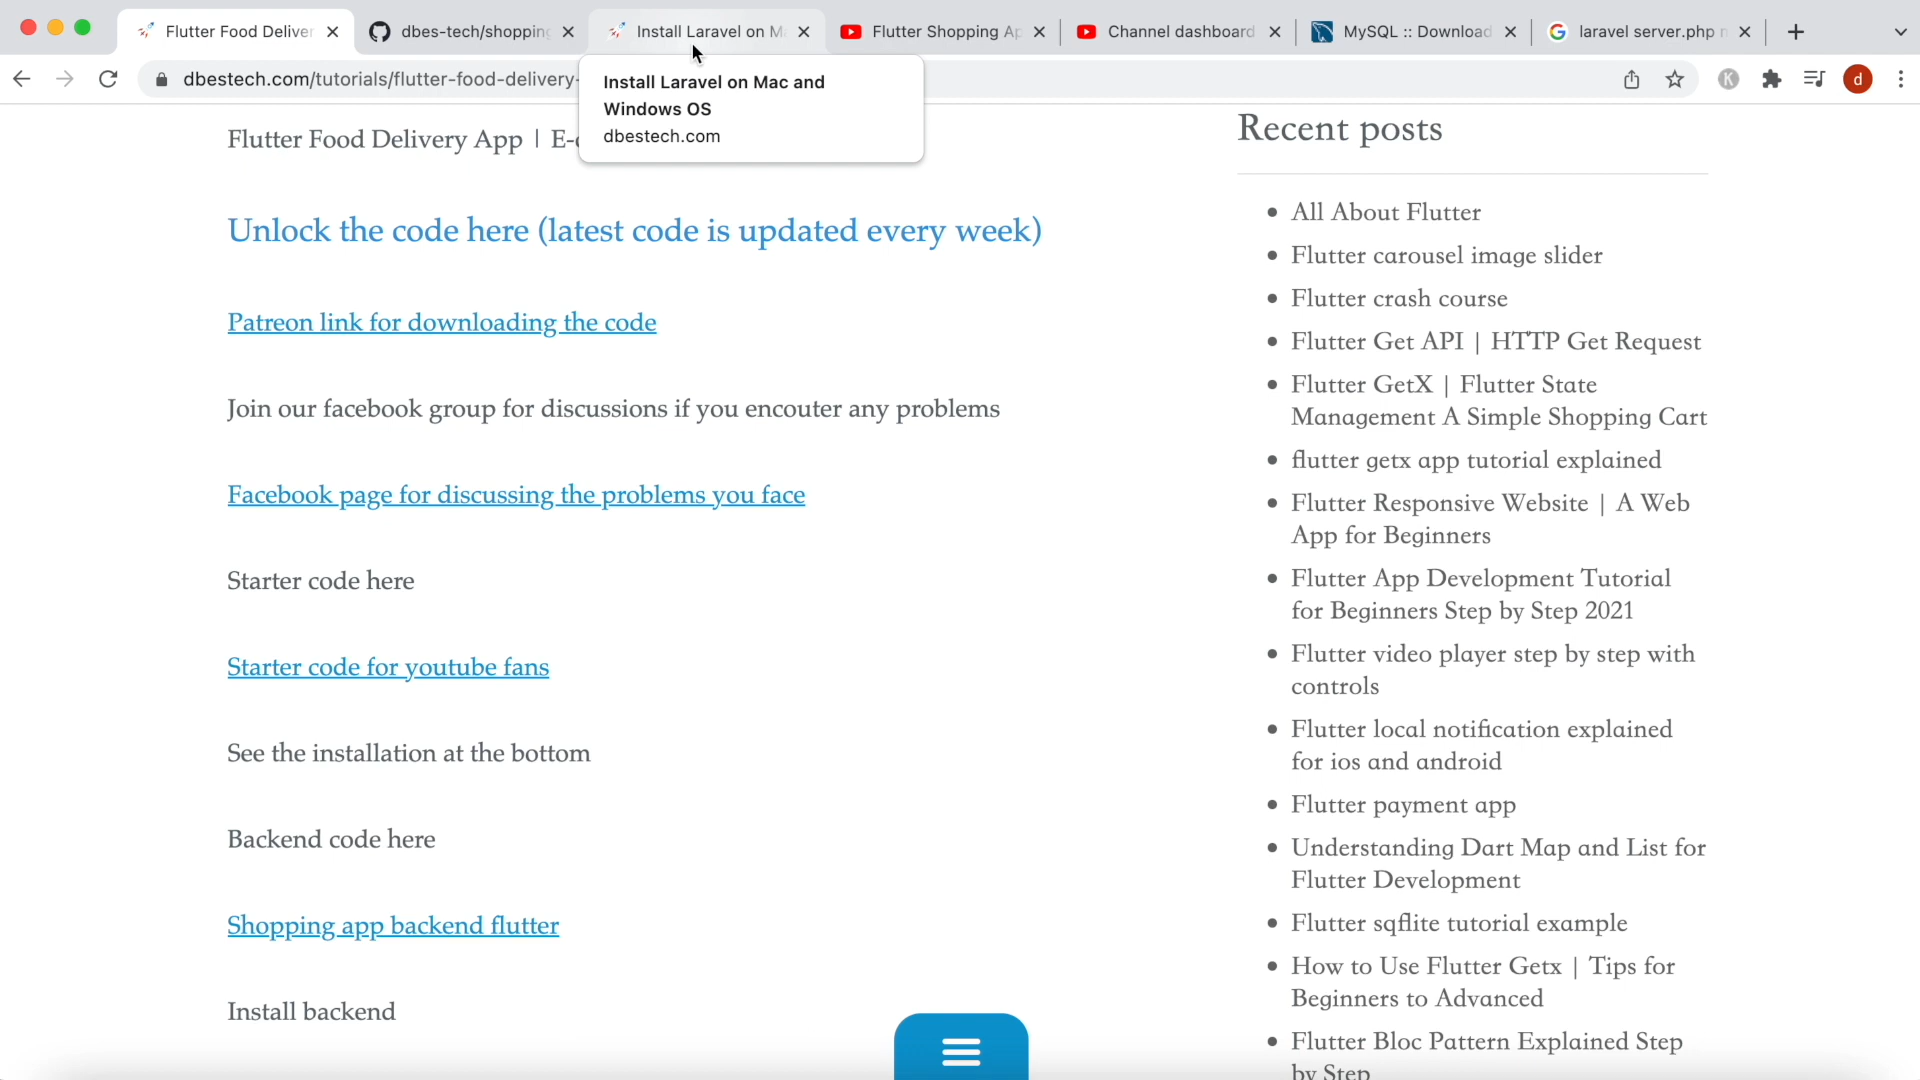 Flutter Food Deliver
dbes-tech/shopping
Install Laravel on Ma
Flutter Shopping Ap
Channel dashboard
MySQL :: Download
laravel server.php n
dbestech.com/tutorials/flutter-food-delivery-
K
d
Install Laravel on Mac and
Windows OS
dbestech.com
Flutter Food Delivery App | E-c
Unlock the code here (latest code is updated every week)
Patreon link for downloading the code
Join our facebook group for discussions if you encouter any problems
Facebook page for discussing the problems you face
Starter code here
Starter code for youtube fans
See the installation at the bottom
Backend code here
Shopping app backend flutter
Install backend
Recent posts
All About Flutter
Flutter carousel image slider
Flutter crash course
Flutter Get API | HTTP Get Request
Flutter GetX | Flutter State
Management A Simple Shopping Cart
flutter getx app tutorial explained
Flutter Responsive Website | A Web
App for Beginners
Flutter App Development Tutorial
for Beginners Step by Step 2021
Flutter video player step by step with
controls
Flutter local notification explained
for ios and android
Flutter payment app
Understanding Dart Map and List for
Flutter Development
Flutter sqflite tutorial example
How to Use Flutter Getx | Tips for
Beginners to Advanced
Flutter Bloc Pattern Explained Step
by Step